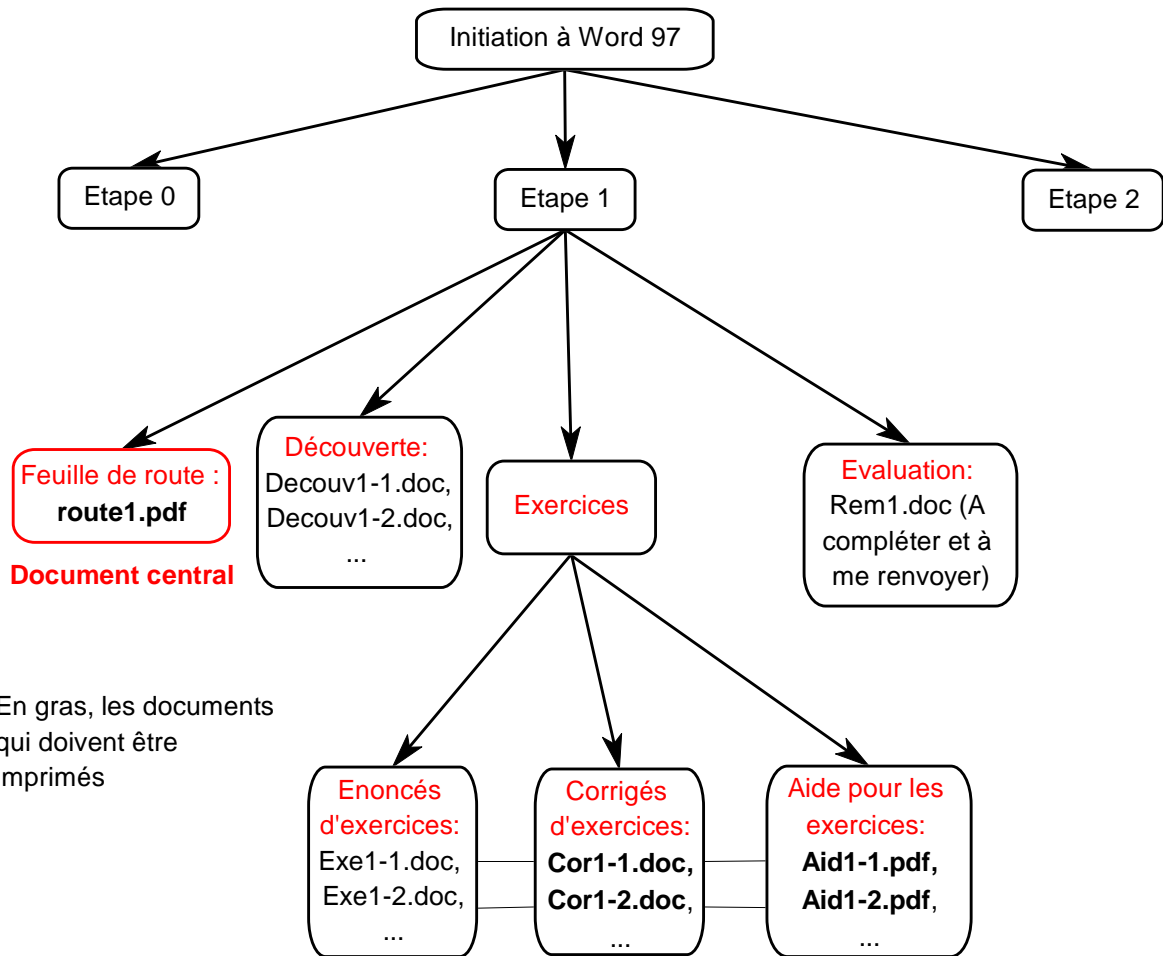 Initiation à Word 97
Etape 0
Etape 1
Etape 2
Feuille de route :
route1.pdf
Document central
Découverte:
Decouv1-1.doc,
Decouv1-2.doc,
...
Exercices
Evaluation:
Rem1.doc (A
compléter et à
me renvoyer)
En gras, les documents
qui doivent être
imprimés
Enoncés
d'exercices:
Exe1-1.doc,
Exe1-2.doc,
...
Corrigés
d'exercices:
Cor1-1.doc,
Cor1-2.doc,
...
Aide pour les
exercices:
Aid1-1.pdf,
Aid1-2.pdf,
...